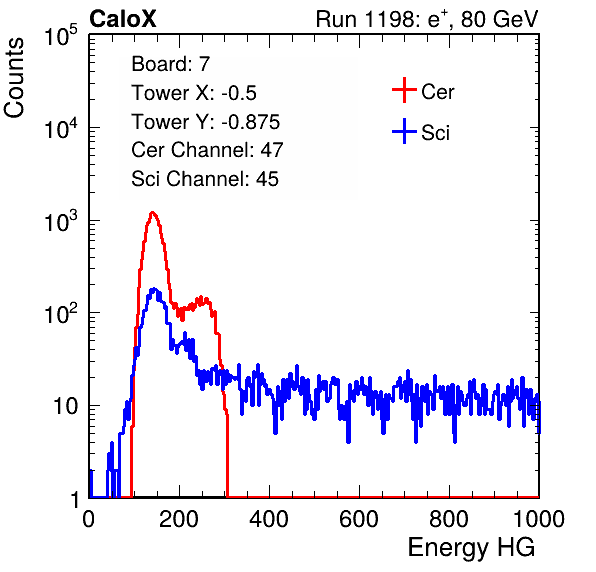 CaloX Run 1198: e⁺, 80 GeV
Counts
10⁵
10⁴
10³
10²
10
1
Board: 7
Tower X: -0.5
Tower Y: -0.875
Cer Channel: 47
Sci Channel: 45
Cer
Sci
0 200 400 600 800 1000
Energy HG